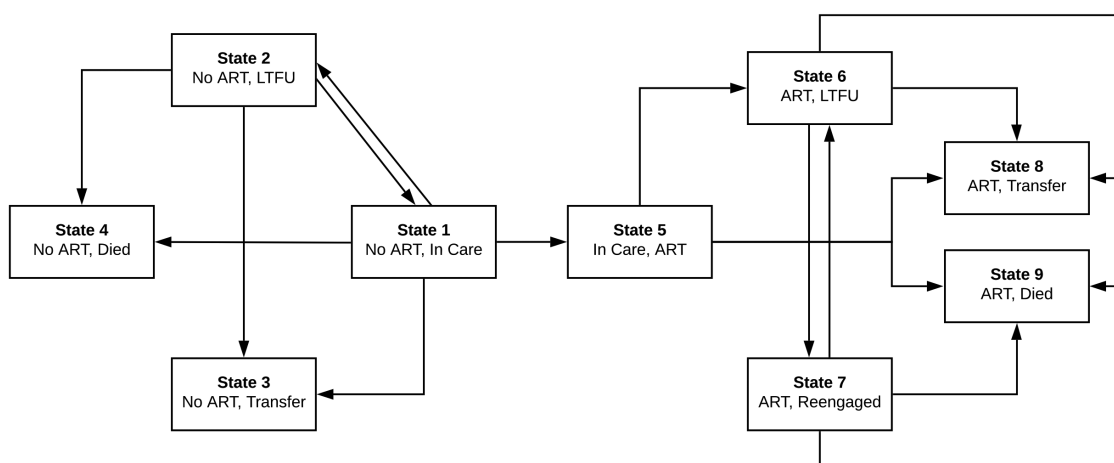 State 2
No ART, LTFU
State 4
No ART, Died
State 1
No ART, In Care
State 3
No ART, Transfer
State 5
In Care, ART
State 6
ART, LTFU
State 8
ART, Transfer
State 9
ART, Died
State 7
ART, Reengaged